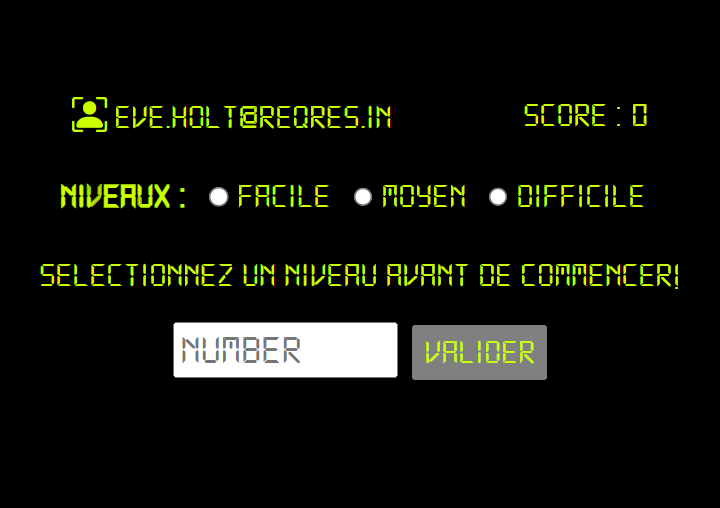 EVE.HOLT@REQRES.IN SCORE : 0
NIVEAUX : FACILE MOYEN DIFFICILE
SELECTIONNEZ UN NIVEAU AVANT DE COMMENCER!
NUMBER VALIDER